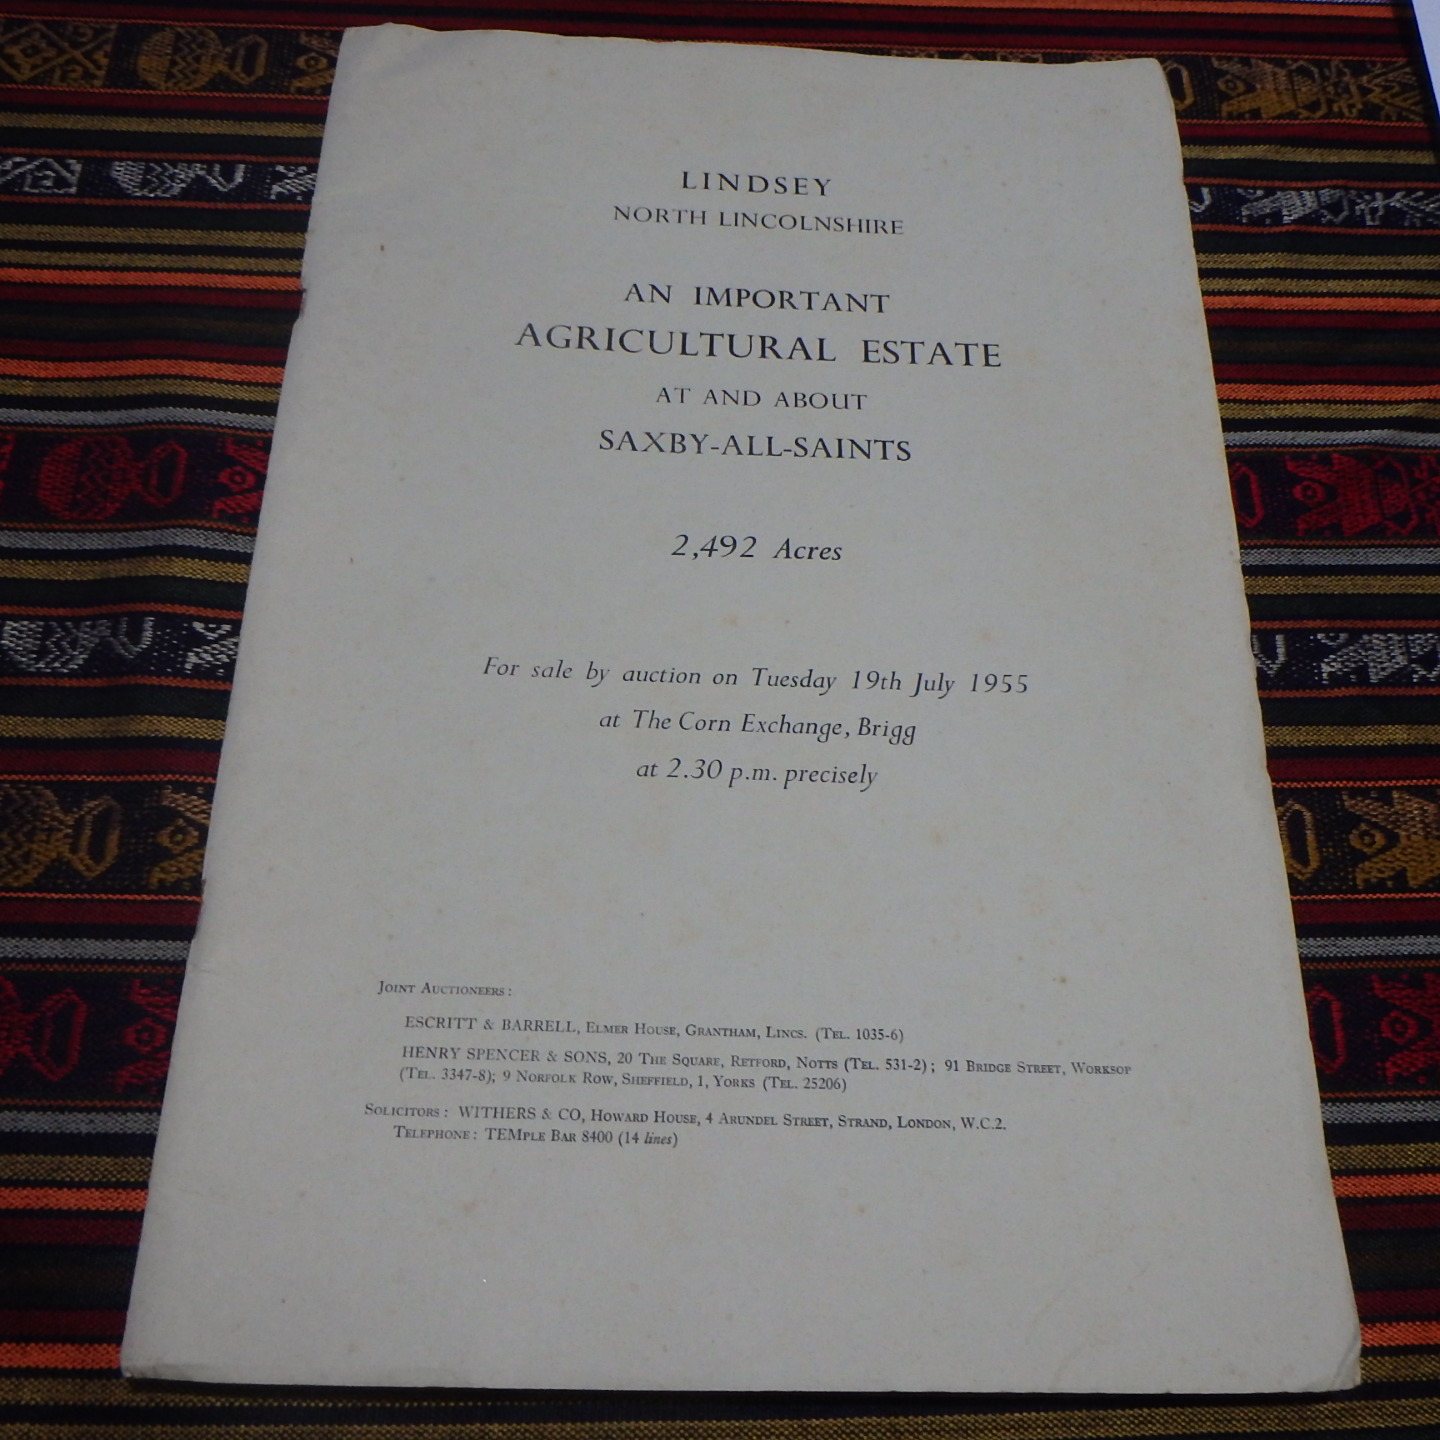 LINDSEY
NORTH LINCOLNSHIRE
AN IMPORTANT
AGRICULTURAL ESTATE
AT AND ABOUT
SAXBY-ALL-SAINTS
2,492 Acres
For sale by auction on Tuesday 19th July 1955
at The Corn Exchange, Brigg
at 2.30 p.m. precisely
Joint Auctioneers:
ESCRITT & BARRELL, Elmer House, Grantham, Lincs. (Tel. 1035-6)
HENRY SPENCER & SONS, 20 The Square, Retford, Notts (Tel. 531-2); 91 Bridge Street, Worksop
(Tel. 3347-8); 9 Norfolk Row, Sheffield, 1, Yorks (Tel. 25206)
Solicitors: WITHERS & CO, Howard House, 4 Arundel Street, Strand, London, W.C.2.
Telephone: TEMple Bar 8400 (14 lines)